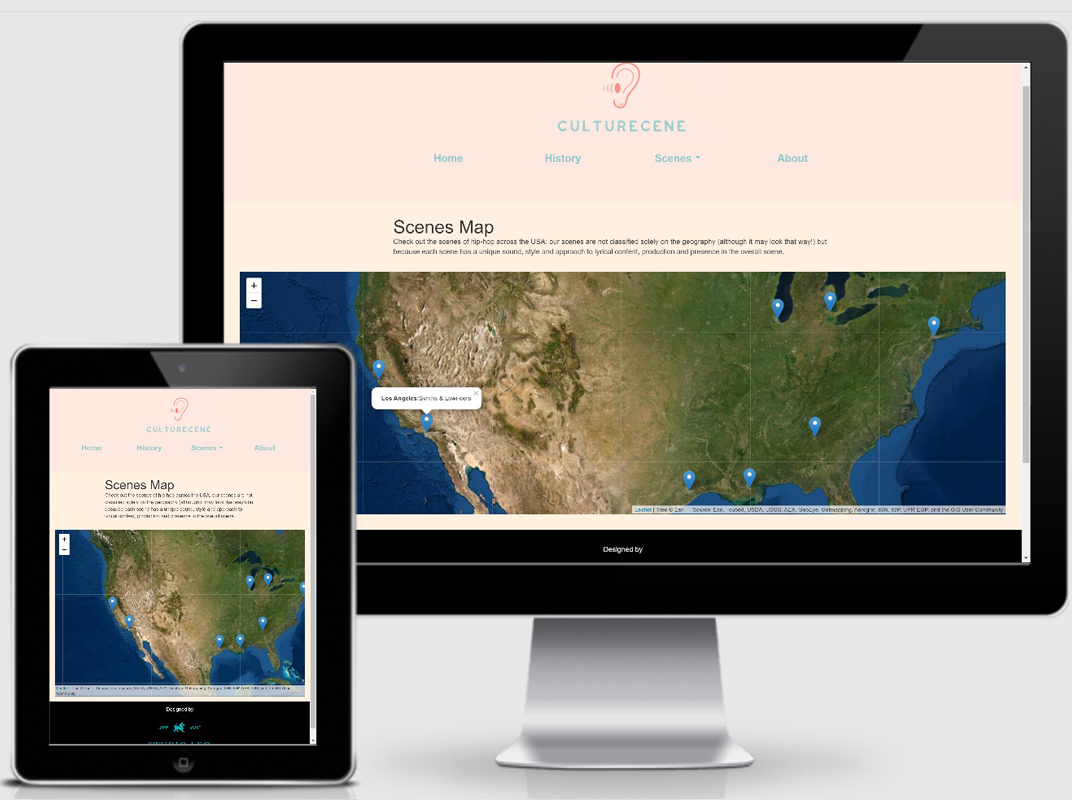 CULTURECENE
Home History Scenes About
Scenes Map
Check out the scenes of hip-hop across the USA: our scenes are not classified solely on the geography (although it may look that way!) but
because each scene has a unique sound, style and approach to lyrical content, production and presence in the overall scene.
+
−
Los Angeles:Synths & Lowriders
×
Leaflet | Tiles © Esri — Source: Esri, i-cubed, USDA, USGS, AEX, GeoEye, Getmapping, Aerogrid, IGN, IGP, UPR-EGP, and the GIS User Community
Designed by
CULTURECENE
Home History Scenes About
Scenes Map
Check out the scenes of hip-hop across the USA: our scenes are not
classified solely on the geography (although it may look that way!) but
because each scene has a unique sound, style and approach to
lyrical content, production and presence in the overall scene.
+
−
Designed by